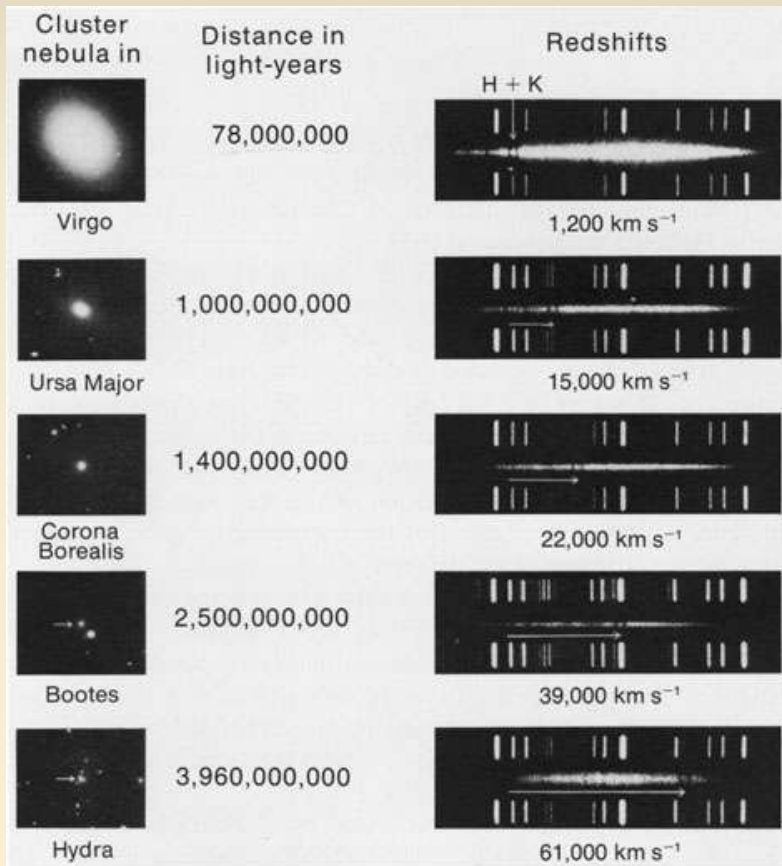 Cluster
nebula in
Distance in
light-years
Redshifts
H + K
78,000,000
Virgo
1,200 km s⁻¹
1,000,000,000
Ursa Major
15,000 km s⁻¹
1,400,000,000
Corona
Borealis
22,000 km s⁻¹
2,500,000,000
Bootes
39,000 km s⁻¹
3,960,000,000
Hydra
61,000 km s⁻¹